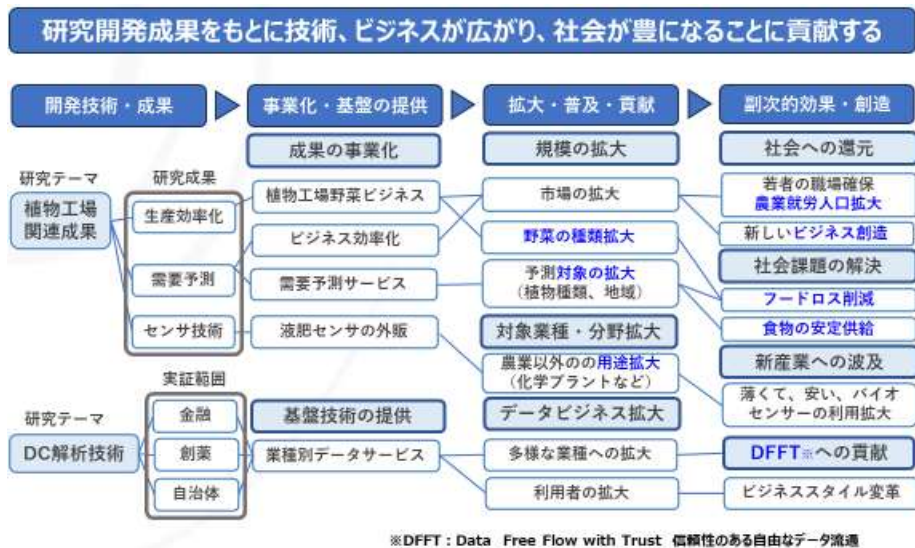 研究開発成果をもとに技術、ビジネスが広がり、社会が豊になることに貢献する
開発技術・成果
事業化・基盤の提供
拡大・普及・貢献
副次的効果・創造
成果の事業化
規模の拡大
社会への還元
研究テーマ
研究成果
植物工場
関連成果
生産効率化
需要予測
センサ技術
植物工場野菜ビジネス
ビジネス効率化
需要予測サービス
液肥センサの外販
市場の拡大
野菜の種類拡大
予測対象の拡大
(植物種類、地域)
対象業種・分野拡大
農業以外のの用途拡大
(化学プラントなど)
若者の職場確保
農業就労人口拡大
新しいビジネス創造
社会課題の解決
フードロス削減
食物の安定供給
新産業への波及
薄くて、安い、バイオ
センサーの利用拡大
実証範囲
研究テーマ
DC解析技術
金融
創薬
自治体
基盤技術の提供
業種別データサービス
データビジネス拡大
多様な業種への拡大
利用者の拡大
DFFT※への貢献
ビジネススタイル変革
※DFFT:Data Free Flow with Trust 信頼性のある自由なデータ流通